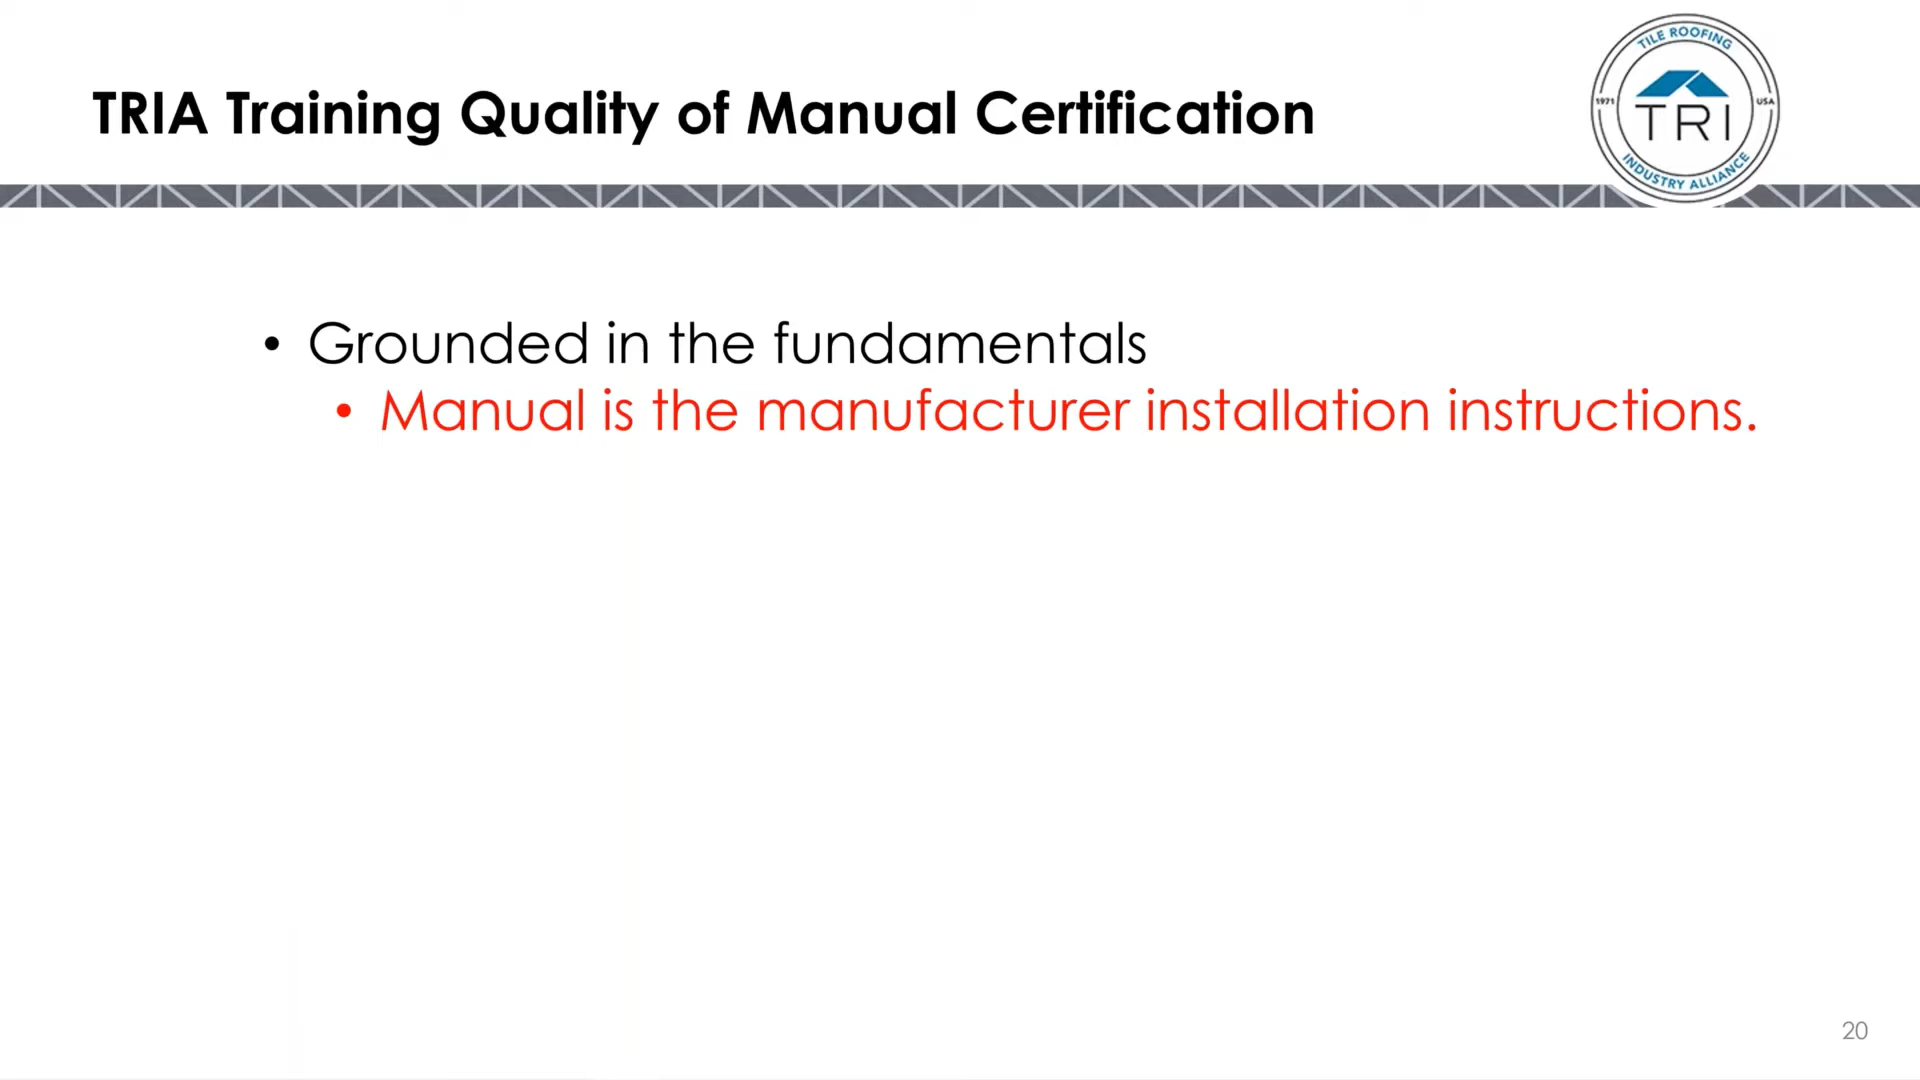 TRIA Training Quality of Manual Certification
TILE ROOFING
1971
USA
TRI
INDUSTRY ALLIANCE
• Grounded in the fundamentals
• Manual is the manufacturer installation instructions.
20